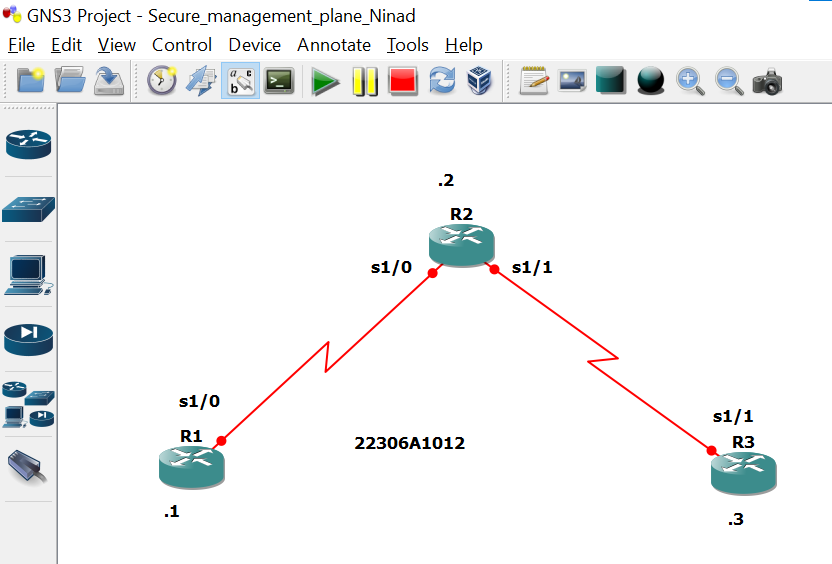 GNS3 Project - Secure_management_plane_Ninad
File Edit View Control Device Annotate Tools Help
a c
b
.2
R2
s1/0 s1/1
s1/0
R1
22306A1012
s1/1
R3
.1
.3